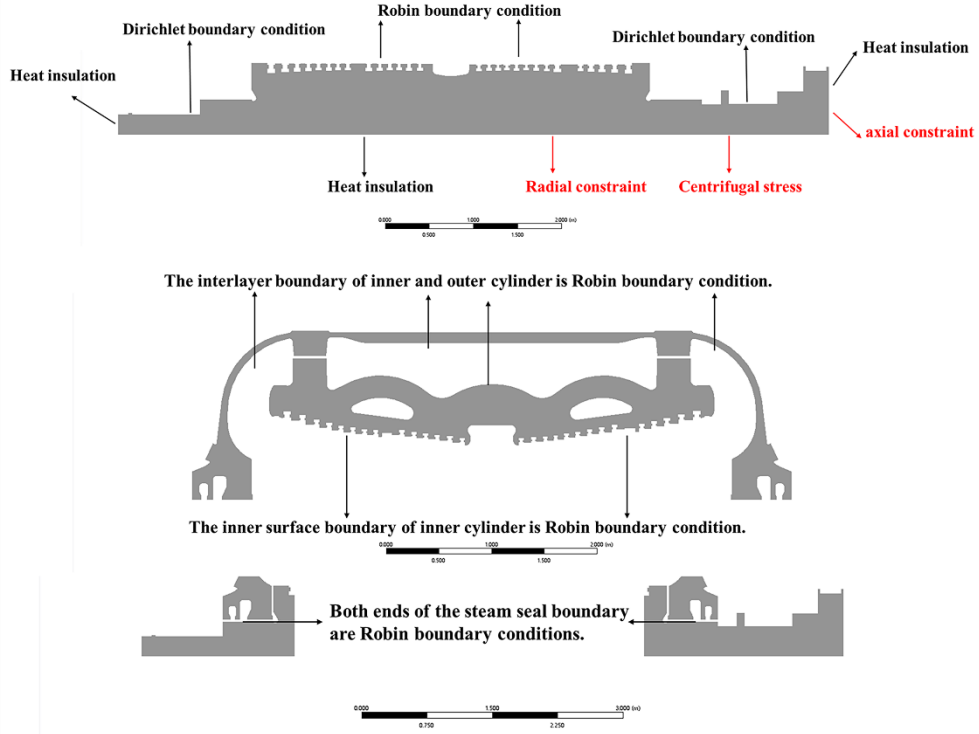 Robin boundary condition
Dirichlet boundary condition
Dirichlet boundary condition
Heat insulation
Heat insulation
axial constraint
Heat insulation
Radial constraint
Centrifugal stress
0.000 1.000 2.000 (m)
0.500 1.500
The interlayer boundary of inner and outer cylinder is Robin boundary condition.
The inner surface boundary of inner cylinder is Robin boundary condition.
0.000 1.000 2.000 (m)
0.500 1.500
Both ends of the steam seal boundary
are Robin boundary conditions.
0.000 1.500 3.000 (m)
0.750 2.250